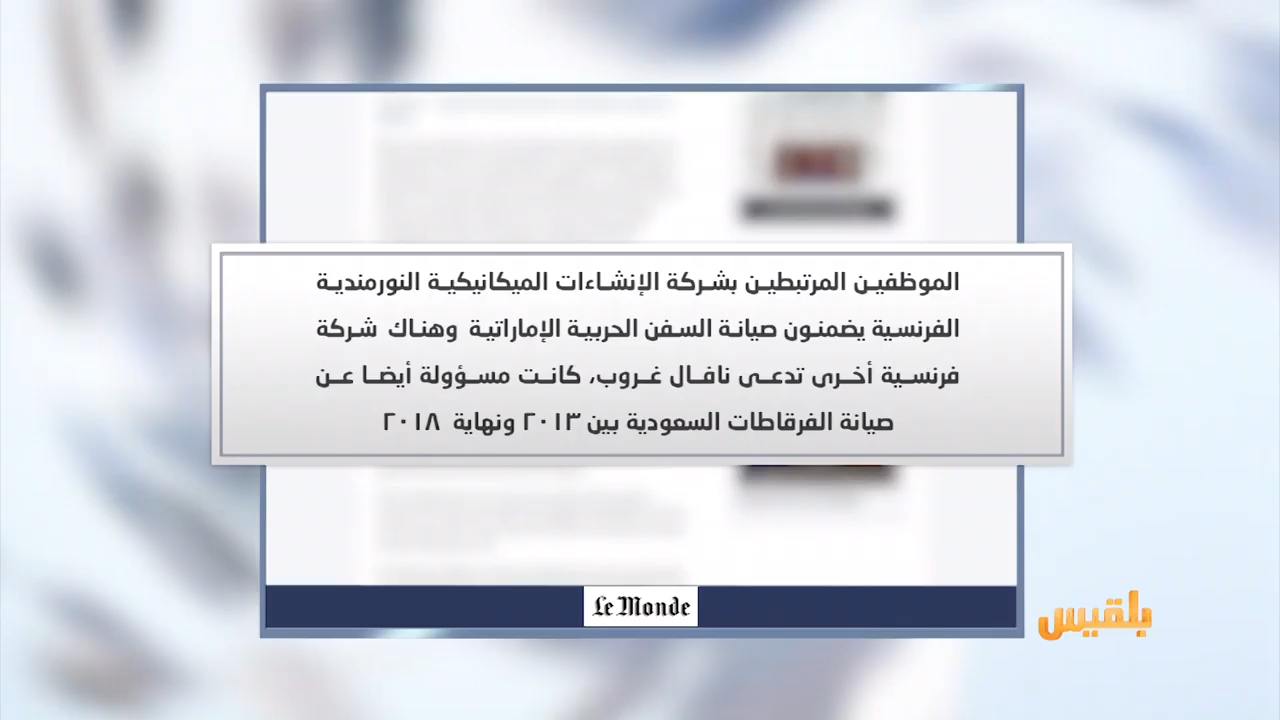 الموظفين المرتبطين بشركة الإنشاءات الميكانيكية النورمندية
الفرنسية يضمنون صيانة السفن الحربية الإماراتية وهناك شركة
فرنسية أخرى تدعى نافال غروب، كانت مسؤولة أيضا عن
صيانة الفرقاطات السعودية بين ٢٠١٣ ونهاية ٢٠١٨
Le Monde
بلقيس